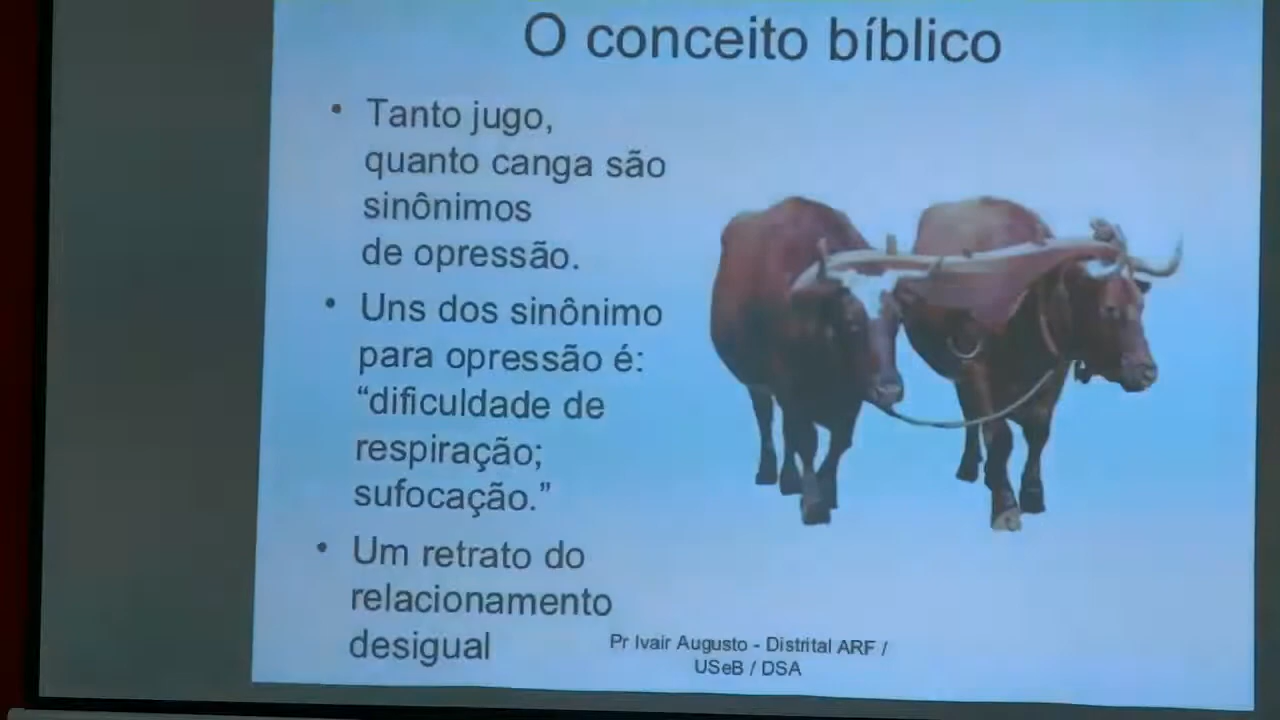 O conceito bíblico
• Tanto jugo,
quanto canga são
sinônimos
de opressão.
• Uns dos sinônimo
para opressão é:
“dificuldade de
respiração;
sufocação.”
• Um retrato do
relacionamento
desigual
Pr Ivair Augusto - Distrital ARF /
USeB / DSA